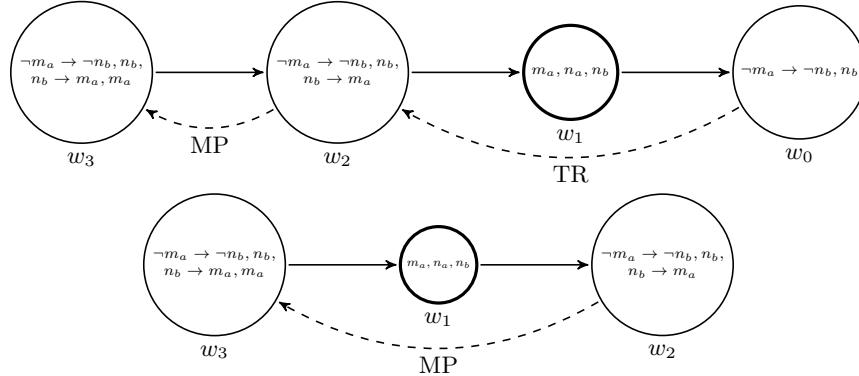 ¬m_a → ¬n_b, n_b,
n_b → m_a, m_a
w_3
MP
¬m_a → ¬n_b, n_b,
n_b → m_a
w_2
m_a, n_a, n_b
w_1
TR
¬m_a → ¬n_b, n_b
w_0
¬m_a → ¬n_b, n_b,
n_b → m_a, m_a
w_3
m_a, n_a, n_b
w_1
MP
¬m_a → ¬n_b, n_b,
n_b → m_a
w_2